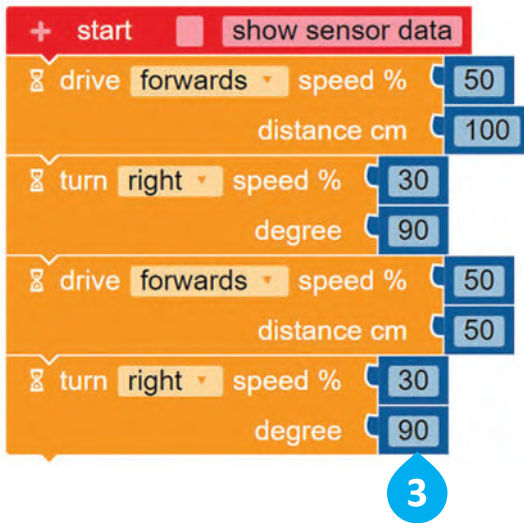 + start show sensor data
drive forwards speed % 50
distance cm 100
turn right speed % 30
degree 90
drive forwards speed % 50
distance cm 50
turn right speed % 30
degree 90
3